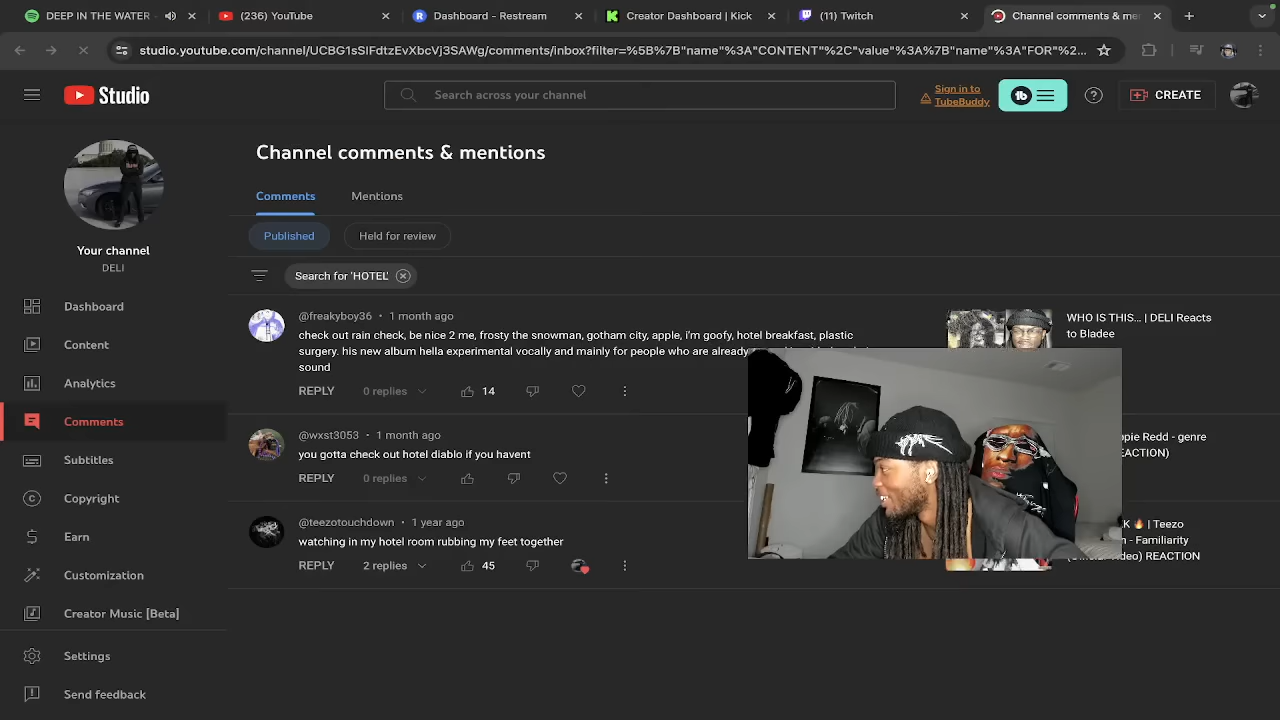 DEEP IN THE WATER
(236) YouTube
Dashboard - Restream
Creator Dashboard | Kick
(11) Twitch
Channel comments & me
studio.youtube.com/channel/UCBG1sSIFdtzEvXbcVj3SAWg/comments/inbox?filter=%5B%7B"name"%3A"CONTENT"%2C"value"%3A%7B"name"%3A"FOR"%2C...
Studio
Search across your channel
Sign in to
TubeBuddy
CREATE
Your channel
DELI
Dashboard
Content
Analytics
Comments
Subtitles
Copyright
Earn
Customization
Creator Music [Beta]
Settings
Send feedback
Channel comments & mentions
Comments
Mentions
Published
Held for review
Search for 'HOTEL'
@freakyboy36 • 1 month ago
check out rain check, be nice 2 me, frosty the snowman, gotham city, apple, i'm goofy, hotel breakfast, plastic
surgery. his new album hella experimental vocally and mainly for people who are already
sound
REPLY 0 replies 14
WHO IS THIS... | DELI Reacts
to Bladee
@wxst3053 • 1 month ago
you gotta check out hotel diablo if you havent
REPLY 0 replies
ppie Redd - genre
REACTION)
@teezotouchdown • 1 year ago
watching in my hotel room rubbing my feet together
REPLY 2 replies 45
K 🔥 | Teezo
n - Familiarity
(Official Video) REACTION